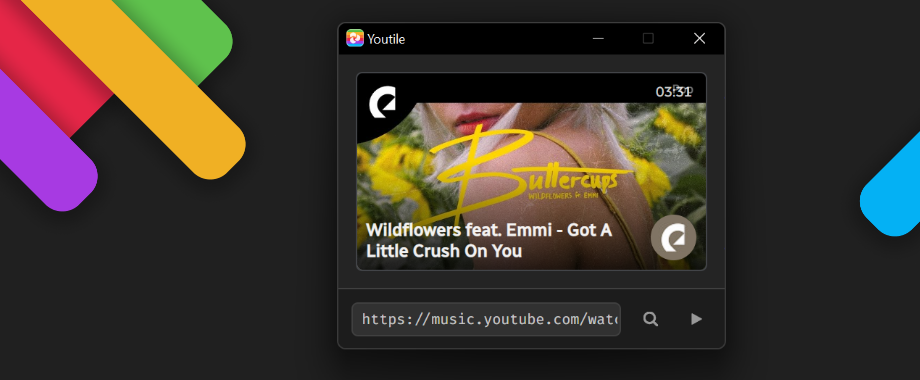 Youtile
03:31
Buttercups
WILDFLOWERS ft EMMI
Wildflowers feat. Emmi - Got A
Little Crush On You
https://music.youtube.com/watc